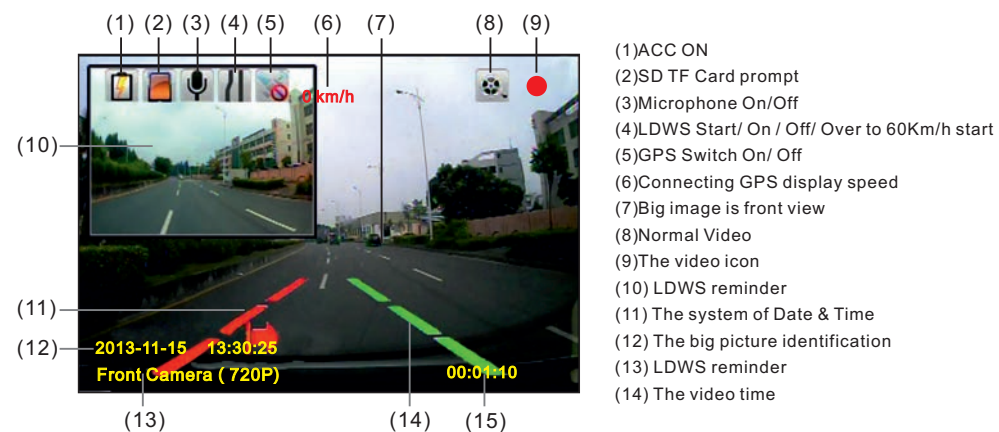 (1) (2) (3) (4) (5) (6) (7) (8) (9)
0 km/h
(10)
(11)
(12)
2013-11-15 13:30:25
Front Camera ( 720P)
00:01:10
(13) (14) (15)
(1)ACC ON
(2)SD TF Card prompt
(3)Microphone On/Off
(4)LDWS Start/ On / Off/ Over to 60Km/h start
(5)GPS Switch On/ Off
(6)Connecting GPS display speed
(7)Big image is front view
(8)Normal Video
(9)The video icon
(10) LDWS reminder
(11) The system of Date & Time
(12) The big picture identification
(13) LDWS reminder
(14) The video time